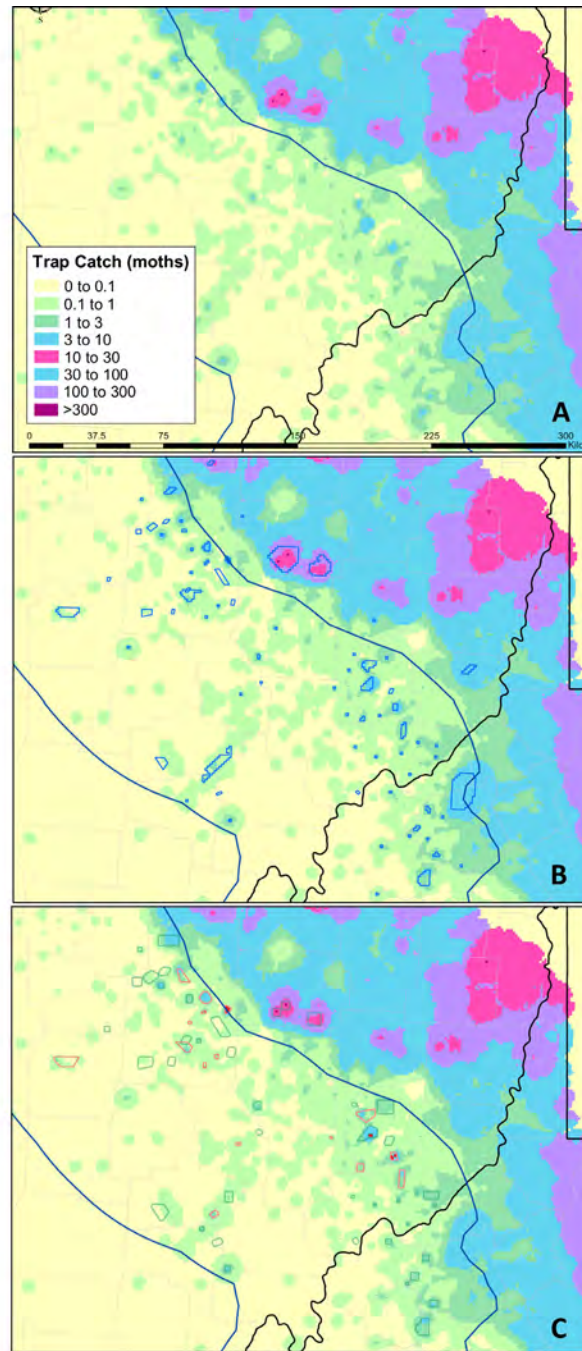 S
Trap Catch (moths)
0 to 0.1
0.1 to 1
1 to 3
3 to 10
10 to 30
30 to 100
100 to 300
>300
A
0 37.5 75 150 225 300
Kilo
B
C